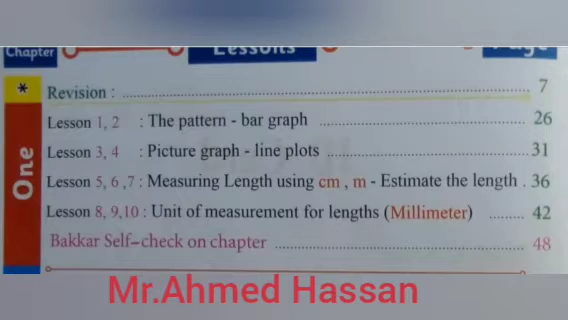 Chapter Lessons Page
* Revision : ........ 7
Lesson 1, 2 : The pattern - bar graph ........ 26
Lesson 3, 4 : Picture graph - line plots ........ 31
One
Lesson 5, 6 ,7 : Measuring Length using cm , m - Estimate the length . 36
Lesson 8, 9,10 : Unit of measurement for lengths (Millimeter) ........ 42
Bakkar Self-check on chapter ........ 48
Mr.Ahmed Hassan